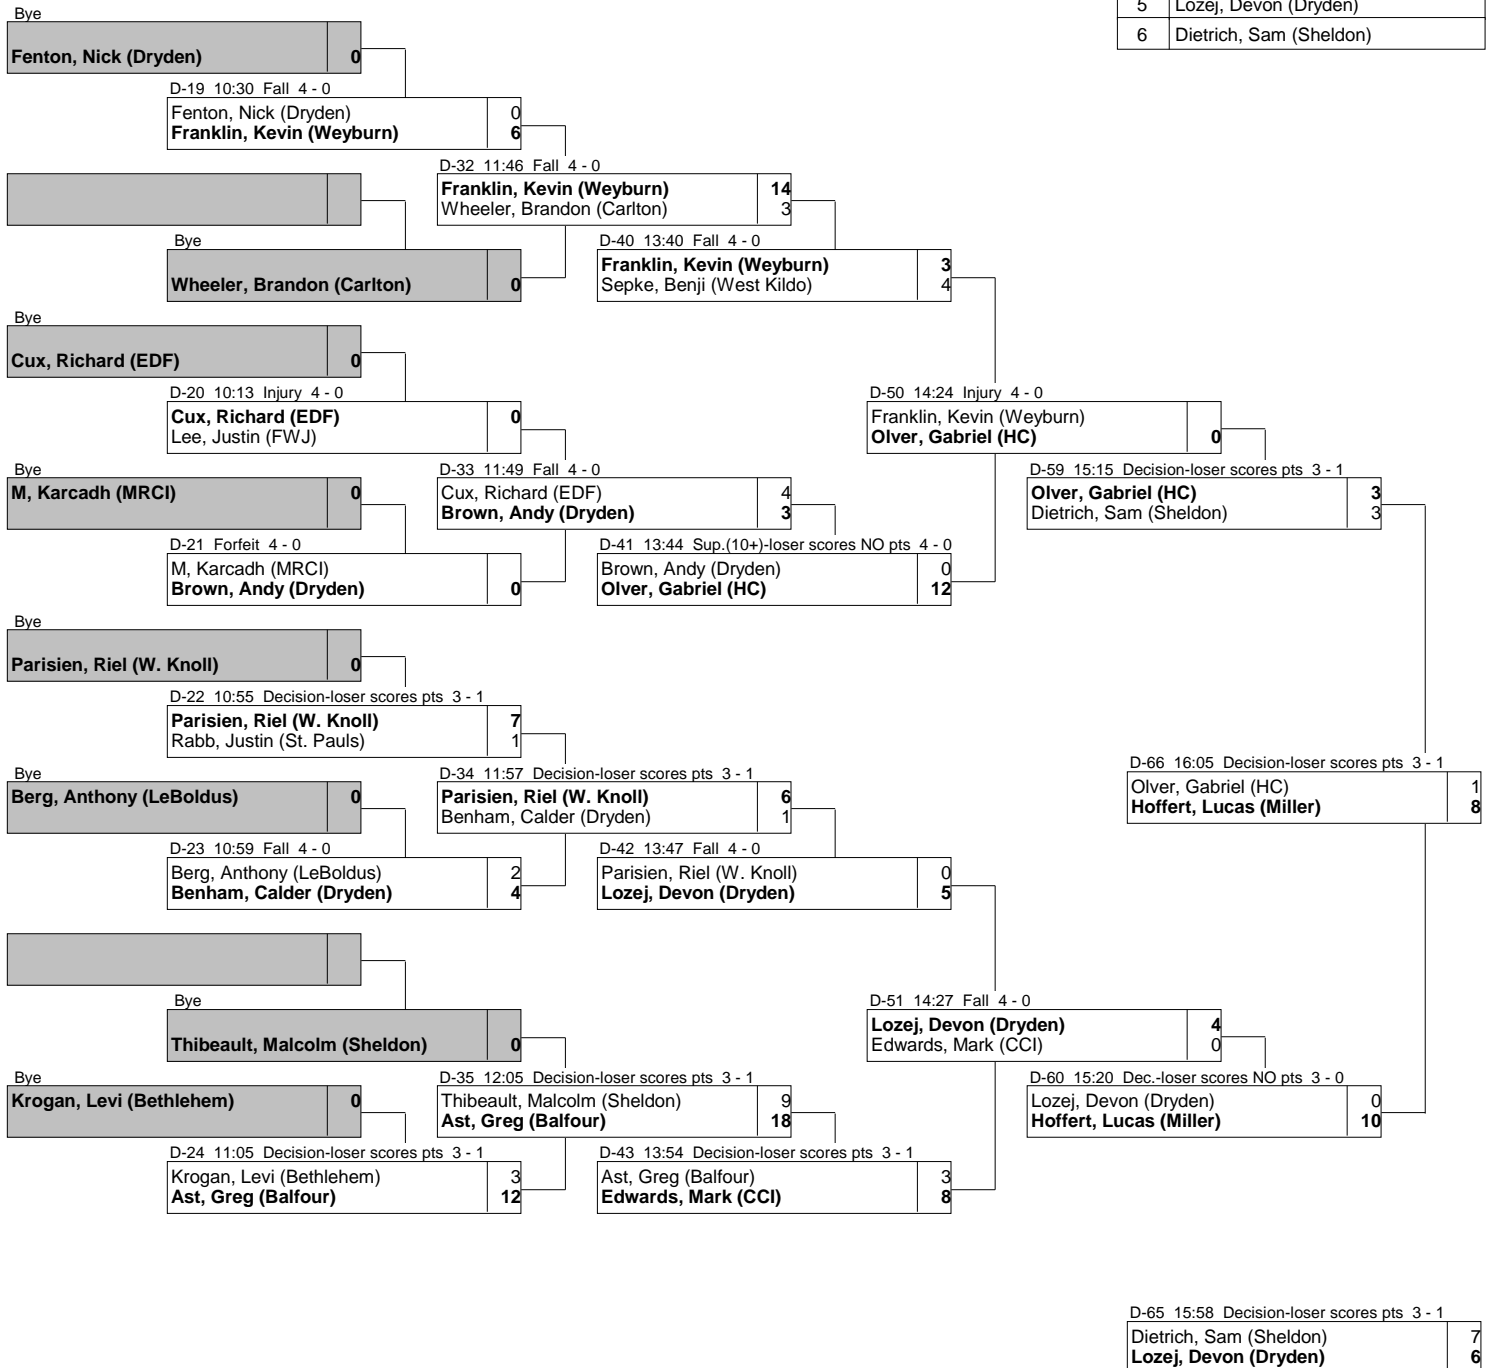 5 Lozej, Devon (Dryden)
6 Dietrich, Sam (Sheldon)
Bye
Fenton, Nick (Dryden) 0
D-19 10:30 Fall 4 - 0
Fenton, Nick (Dryden) 0
Franklin, Kevin (Weyburn) 6
D-32 11:46 Fall 4 - 0
Franklin, Kevin (Weyburn) 14
Wheeler, Brandon (Carlton) 3
Bye
Wheeler, Brandon (Carlton) 0
D-40 13:40 Fall 4 - 0
Franklin, Kevin (Weyburn) 3
Sepke, Benji (West Kildo) 4
Bye
Cux, Richard (EDF) 0
D-20 10:13 Injury 4 - 0
Cux, Richard (EDF) 0
Lee, Justin (FWJ)
D-50 14:24 Injury 4 - 0
Franklin, Kevin (Weyburn)
Olver, Gabriel (HC) 0
Bye
M, Karcadh (MRCI) 0
D-33 11:49 Fall 4 - 0
Cux, Richard (EDF) 4
Brown, Andy (Dryden) 3
D-59 15:15 Decision-loser scores pts 3 - 1
Olver, Gabriel (HC) 3
Dietrich, Sam (Sheldon) 3
D-21 Forfeit 4 - 0
M, Karcadh (MRCI)
Brown, Andy (Dryden) 0
D-41 13:44 Sup.(10+)-loser scores NO pts 4 - 0
Brown, Andy (Dryden) 0
Olver, Gabriel (HC) 12
Bye
Parisien, Riel (W. Knoll) 0
D-22 10:55 Decision-loser scores pts 3 - 1
Parisien, Riel (W. Knoll) 7
Rabb, Justin (St. Pauls) 1
Bye
Berg, Anthony (LeBoldus) 0
D-34 11:57 Decision-loser scores pts 3 - 1
Parisien, Riel (W. Knoll) 6
Benham, Calder (Dryden) 1
D-66 16:05 Decision-loser scores pts 3 - 1
Olver, Gabriel (HC) 1
Hoffert, Lucas (Miller) 8
D-23 10:59 Fall 4 - 0
Berg, Anthony (LeBoldus) 2
Benham, Calder (Dryden) 4
D-42 13:47 Fall 4 - 0
Parisien, Riel (W. Knoll) 0
Lozej, Devon (Dryden) 5
Bye
Thibeault, Malcolm (Sheldon) 0
D-51 14:27 Fall 4 - 0
Lozej, Devon (Dryden) 4
Edwards, Mark (CCI) 0
Bye
Krogan, Levi (Bethlehem) 0
D-35 12:05 Decision-loser scores pts 3 - 1
Thibeault, Malcolm (Sheldon) 9
Ast, Greg (Balfour) 18
D-60 15:20 Dec.-loser scores NO pts 3 - 0
Lozej, Devon (Dryden) 0
Hoffert, Lucas (Miller) 10
D-24 11:05 Decision-loser scores pts 3 - 1
Krogan, Levi (Bethlehem) 3
Ast, Greg (Balfour) 12
D-43 13:54 Decision-loser scores pts 3 - 1
Ast, Greg (Balfour) 3
Edwards, Mark (CCI) 8
D-65 15:58 Decision-loser scores pts 3 - 1
Dietrich, Sam (Sheldon) 7
Lozej, Devon (Dryden) 6